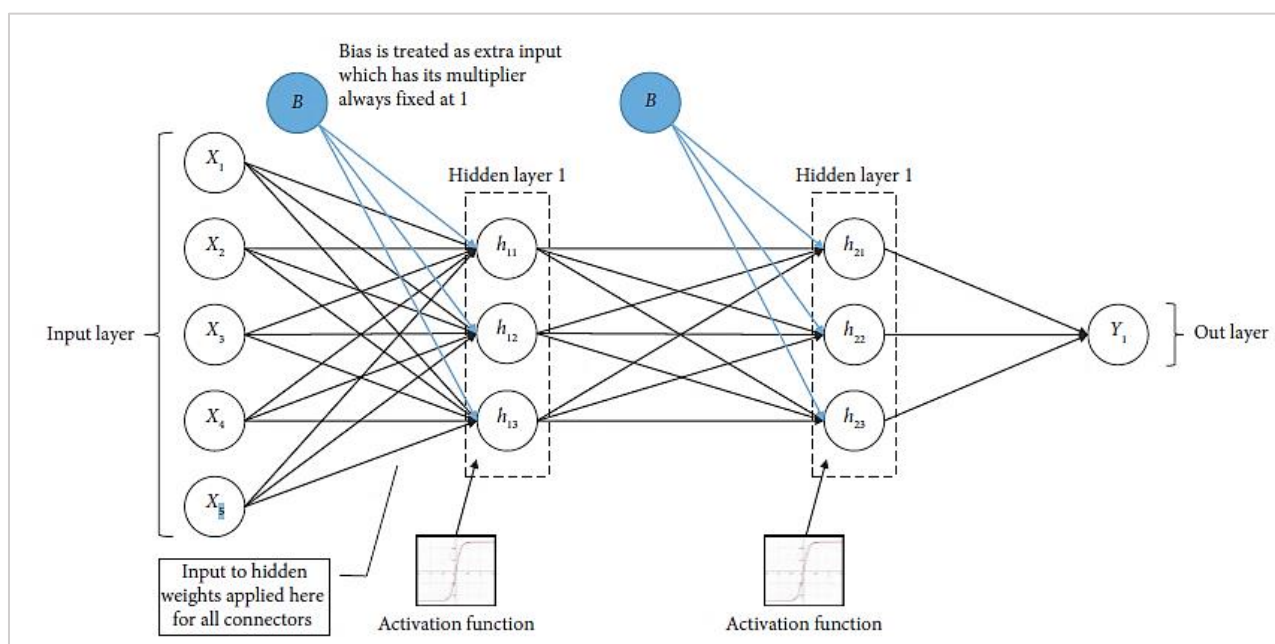 Bias is treated as extra input
which has its multiplier
always fixed at 1
B
B
X₁
X₂
X₃
X₄
X₅
Input layer
Hidden layer 1
h₁₁
h₁₂
h₁₃
Hidden layer 1
h₂₁
h₂₂
h₂₃
Y₁
Out layer
Input to hidden
weights applied here
for all connectors
Activation function
Activation function